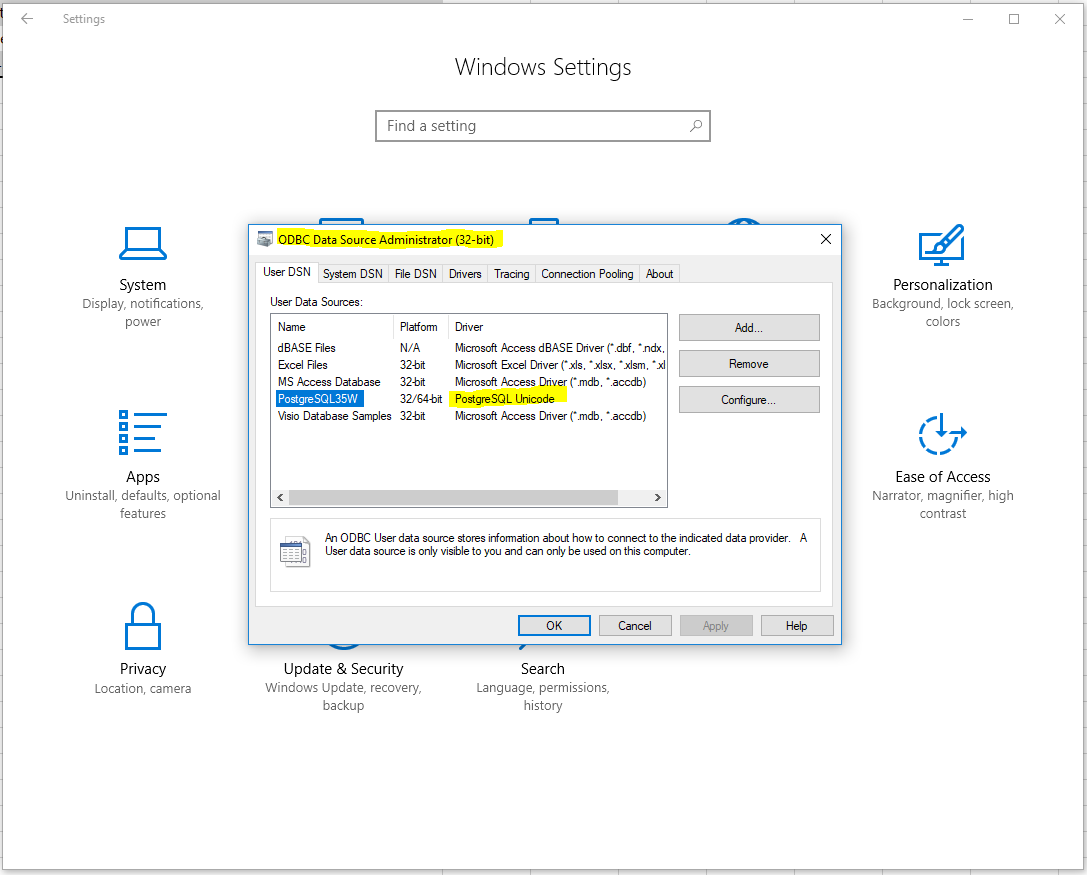 Settings
Windows Settings
Find a setting
System
Display, notifications,
power
Personalization
Background, lock screen,
colors
Apps
Uninstall, defaults, optional
features
Ease of Access
Narrator, magnifier, high
contrast
Privacy
Location, camera
Update & Security
Windows Update, recovery,
backup
Search
Language, permissions,
history
ODBC Data Source Administrator (32-bit)
User DSN System DSN File DSN Drivers Tracing Connection Pooling About
User Data Sources:
Name Platform Driver
dBASE Files N/A Microsoft Access dBASE Driver (*.dbf, *.ndx,
Excel Files 32-bit Microsoft Excel Driver (*.xls, *.xlsx, *.xlsm, *.xl
MS Access Database 32-bit Microsoft Access Driver (*.mdb, *.accdb)
PostgreSQL35W 32/64-bit PostgreSQL Unicode
Visio Database Samples 32-bit Microsoft Access Driver (*.mdb, *.accdb)
Add...
Remove
Configure...
An ODBC User data source stores information about how to connect to the indicated data provider. A
User data source is only visible to you and can only be used on this computer.
OK Cancel Apply Help